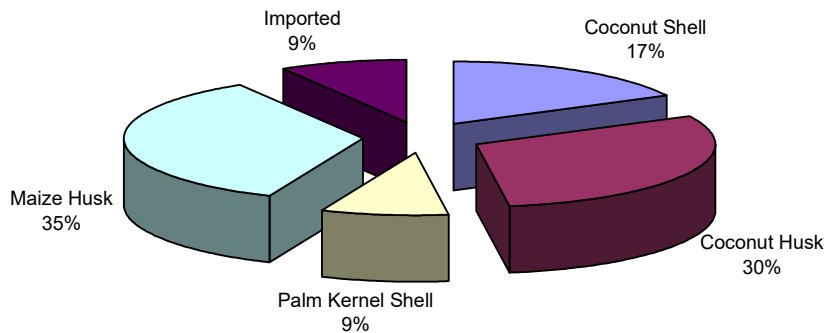 Imported
9%
Coconut Shell
17%
Maize Husk
35%
Coconut Husk
30%
Palm Kernel Shell
9%